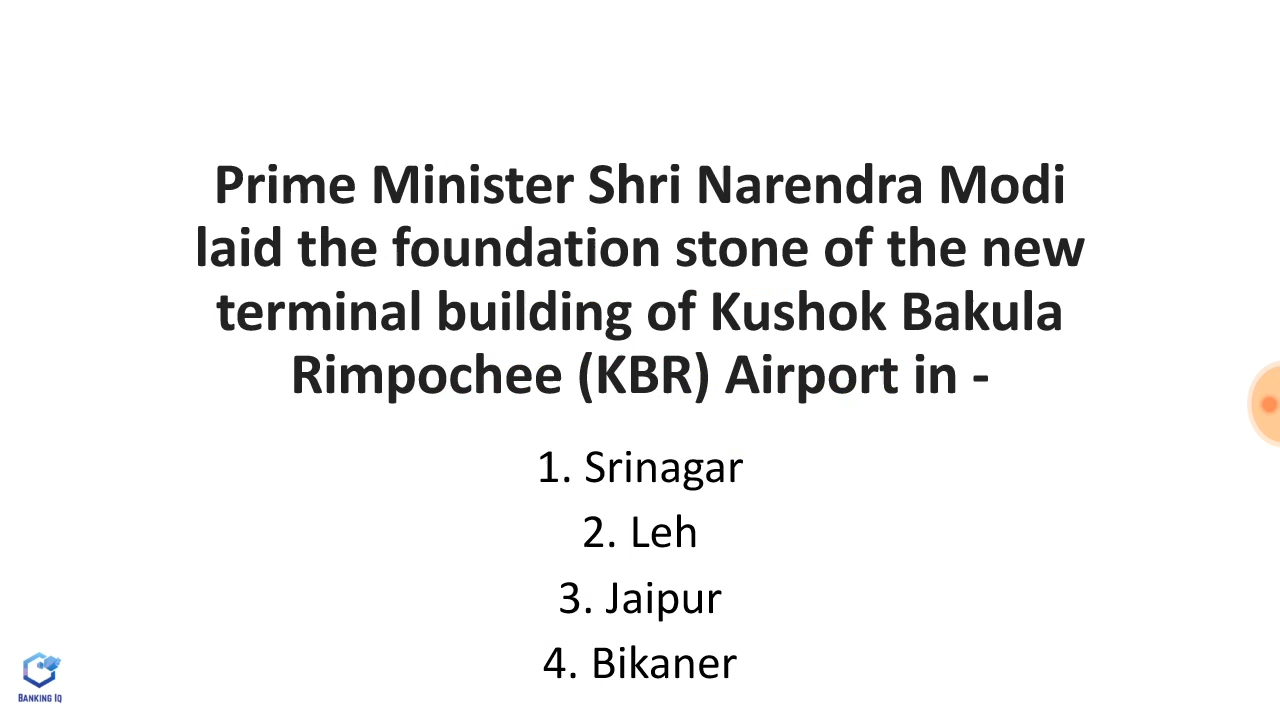 Prime Minister Shri Narendra Modi
laid the foundation stone of the new
terminal building of Kushok Bakula
Rimpochee (KBR) Airport in -
1. Srinagar
2. Leh
3. Jaipur
4. Bikaner
BANKING IQ